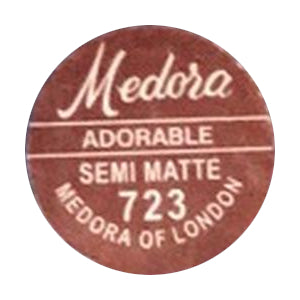 Medora
ADORABLE
SEMI MATTE
723
MEDORA OF LONDON